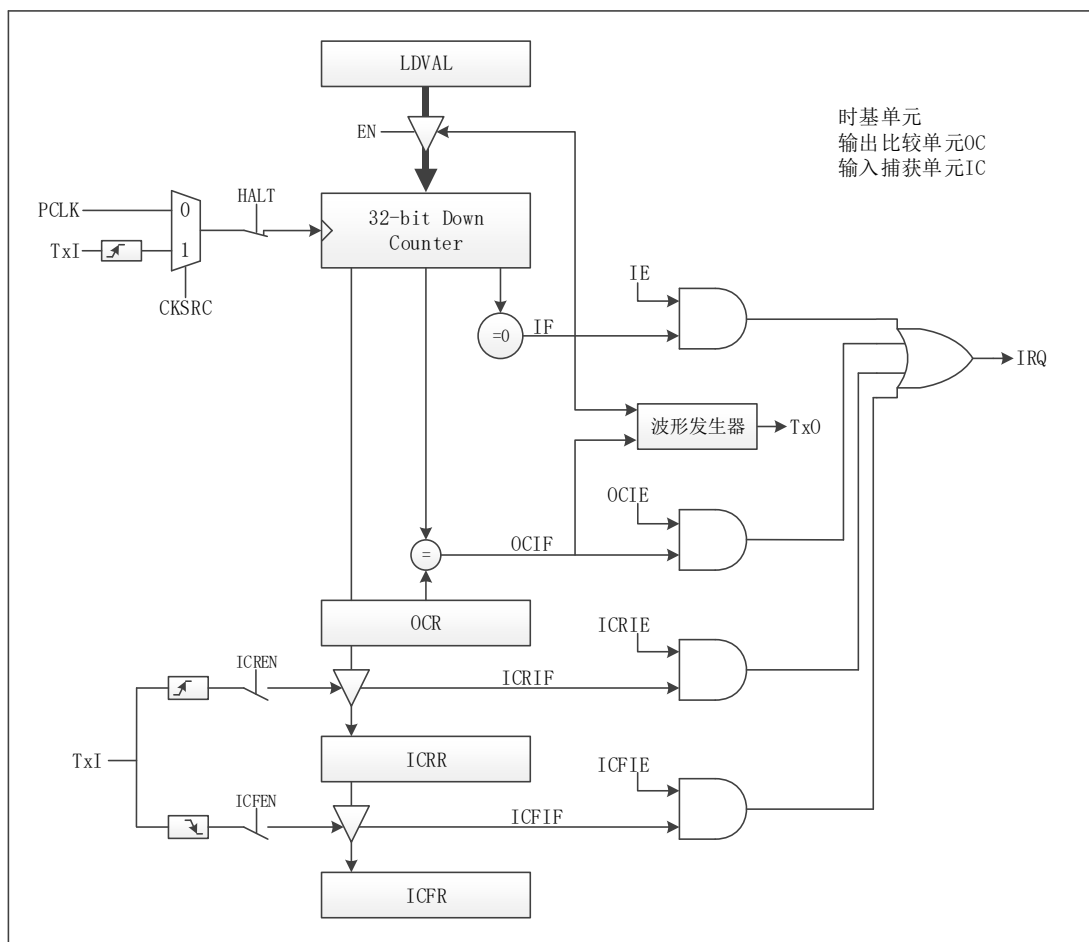 LDVAL
时基单元
输出比较单元OC
输入捕获单元IC
EN
HALT
PCLK
0
32-bit Down
Counter
TxI
1
CKSRC
IE
=0
IF
IRQ
波形发生器
TxO
OCIE
=
OCIF
OCR
ICRIE
ICREN
ICRIF
TxI
ICRR
ICFIE
ICFEN
ICFIF
ICFR